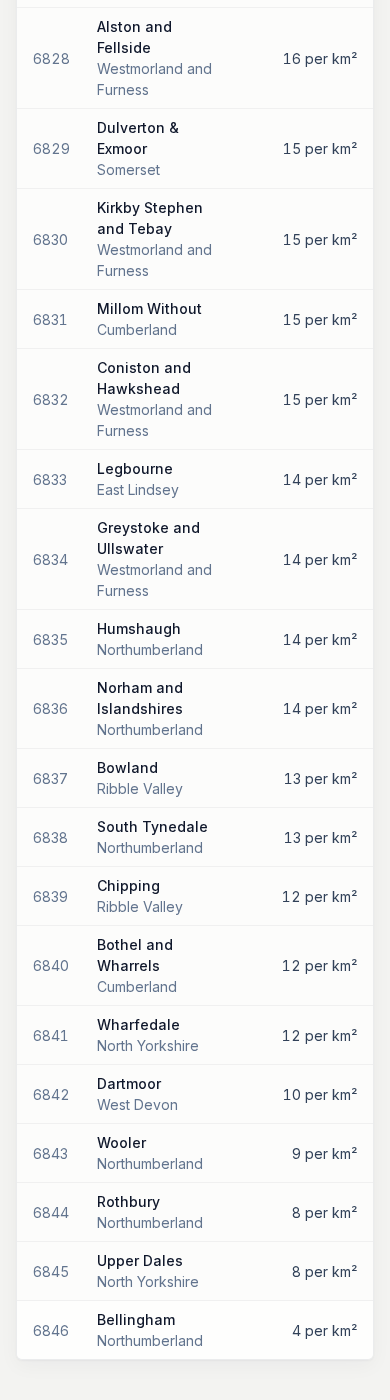 6828
Alston and
Fellside
Westmorland and
Furness
16 per km²
6829
Dulverton &
Exmoor
Somerset
15 per km²
6830
Kirkby Stephen
and Tebay
Westmorland and
Furness
15 per km²
6831
Millom Without
Cumberland
15 per km²
6832
Coniston and
Hawkshead
Westmorland and
Furness
15 per km²
6833
Legbourne
East Lindsey
14 per km²
6834
Greystoke and
Ullswater
Westmorland and
Furness
14 per km²
6835
Humshaugh
Northumberland
14 per km²
6836
Norham and
Islandshires
Northumberland
14 per km²
6837
Bowland
Ribble Valley
13 per km²
6838
South Tynedale
Northumberland
13 per km²
6839
Chipping
Ribble Valley
12 per km²
6840
Bothel and
Wharrels
Cumberland
12 per km²
6841
Wharfedale
North Yorkshire
12 per km²
6842
Dartmoor
West Devon
10 per km²
6843
Wooler
Northumberland
9 per km²
6844
Rothbury
Northumberland
8 per km²
6845
Upper Dales
North Yorkshire
8 per km²
6846
Bellingham
Northumberland
4 per km²